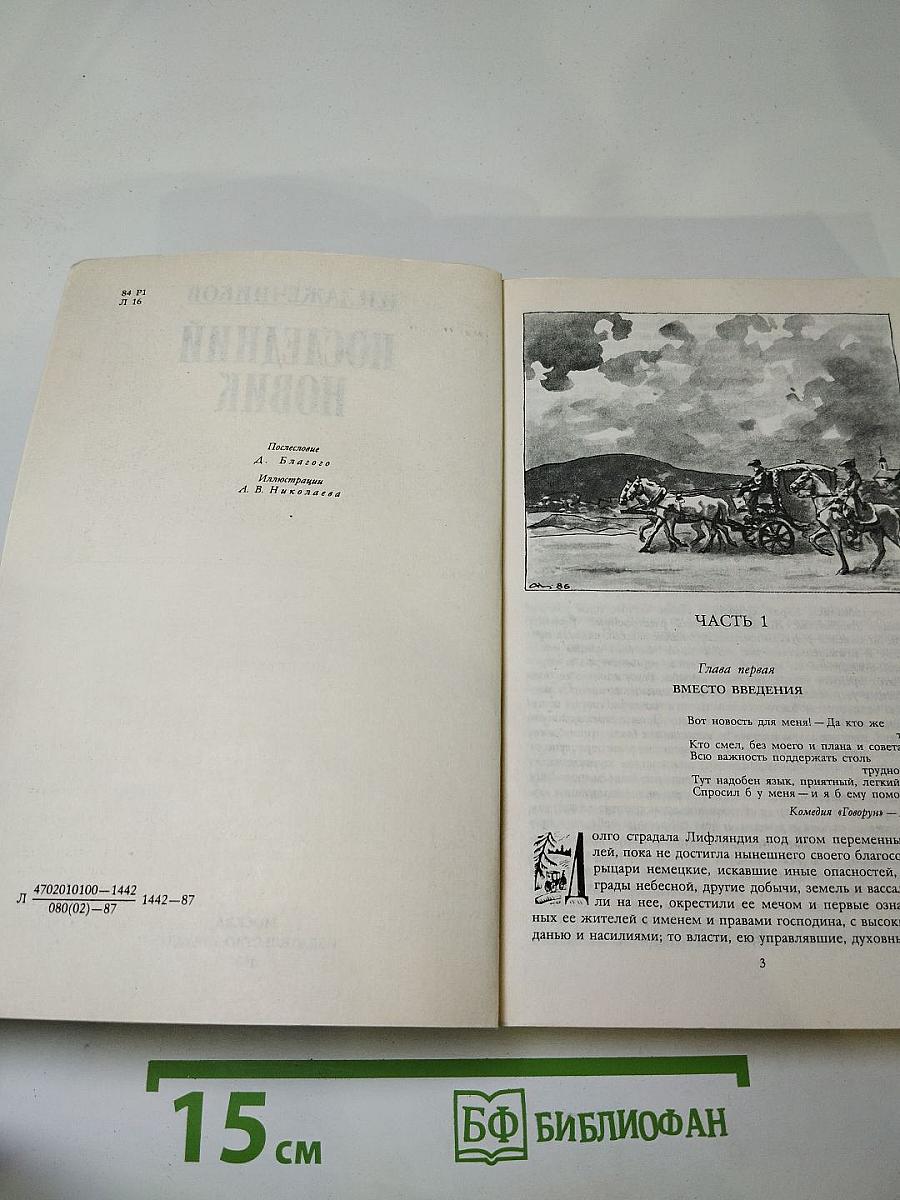 84 Р1
Л 16
Послесловие
Д. Благого
Иллюстрации
А. В. Николаева
Л 4702010100—1442
080(02)—87 1442—87
86
ЧАСТЬ 1
Глава первая
ВМЕСТО ВВЕДЕНИЯ
Вот новость для меня! — Да кто же
Кто смел, без моего и плана и совета
Всю важность поддержать столь
трудно
Тут надобен язык, приятный, легкий
Спросил б у меня — и я б ему помо
Комедия «Говорун» —
Долго страдала Лифляндия под игом переменны
лей, пока не достигла нынешнего своего благосо
рыцари немецкие, искавшие иные опасностей,
грады небесной, другие добычи, земель и вассал
ли на нее, окрестили ее мечом и первые озна
ных ее жителей с именем и правами господина, с высок
данью и насилиями; то власти, ею управлявшие, духовны
3
15 см
БФ БИБЛИОФАН